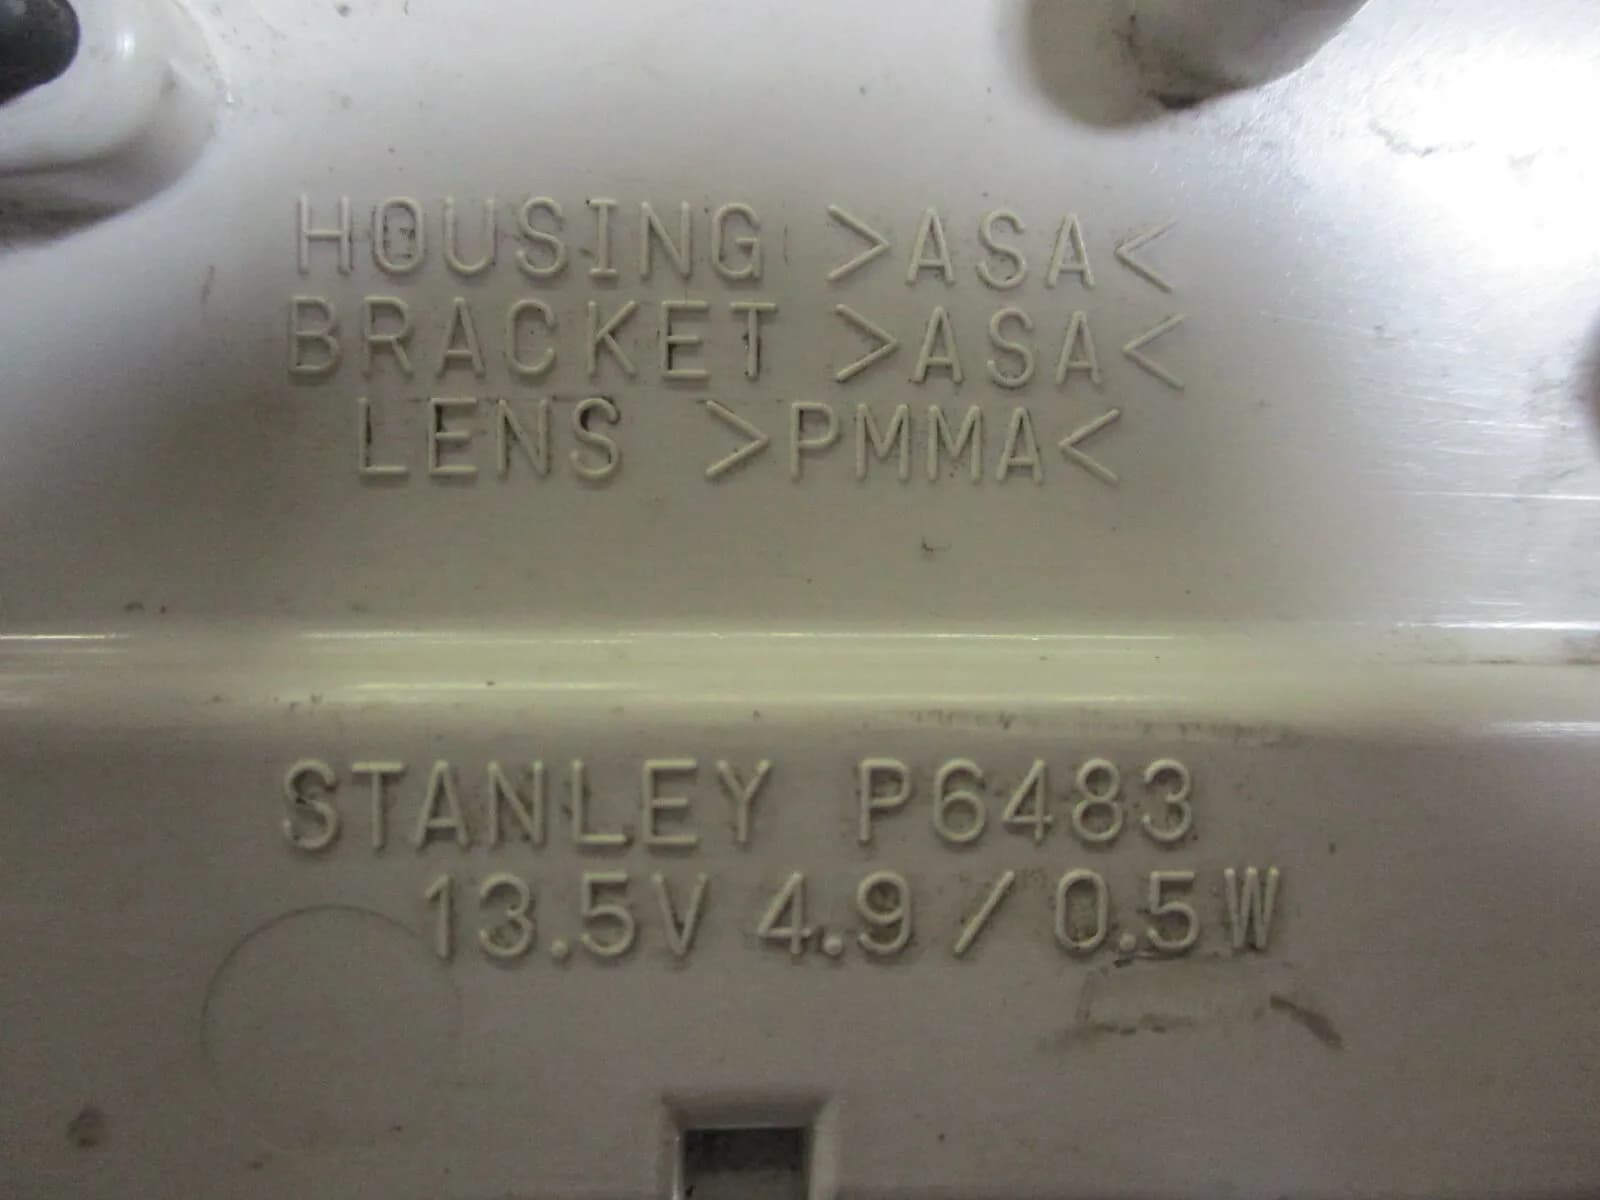 HOUSING >ASA<
BRACKET >ASA<
LENS >PMMA<
STANLEY P6483
13.5V 4.9/0.5W